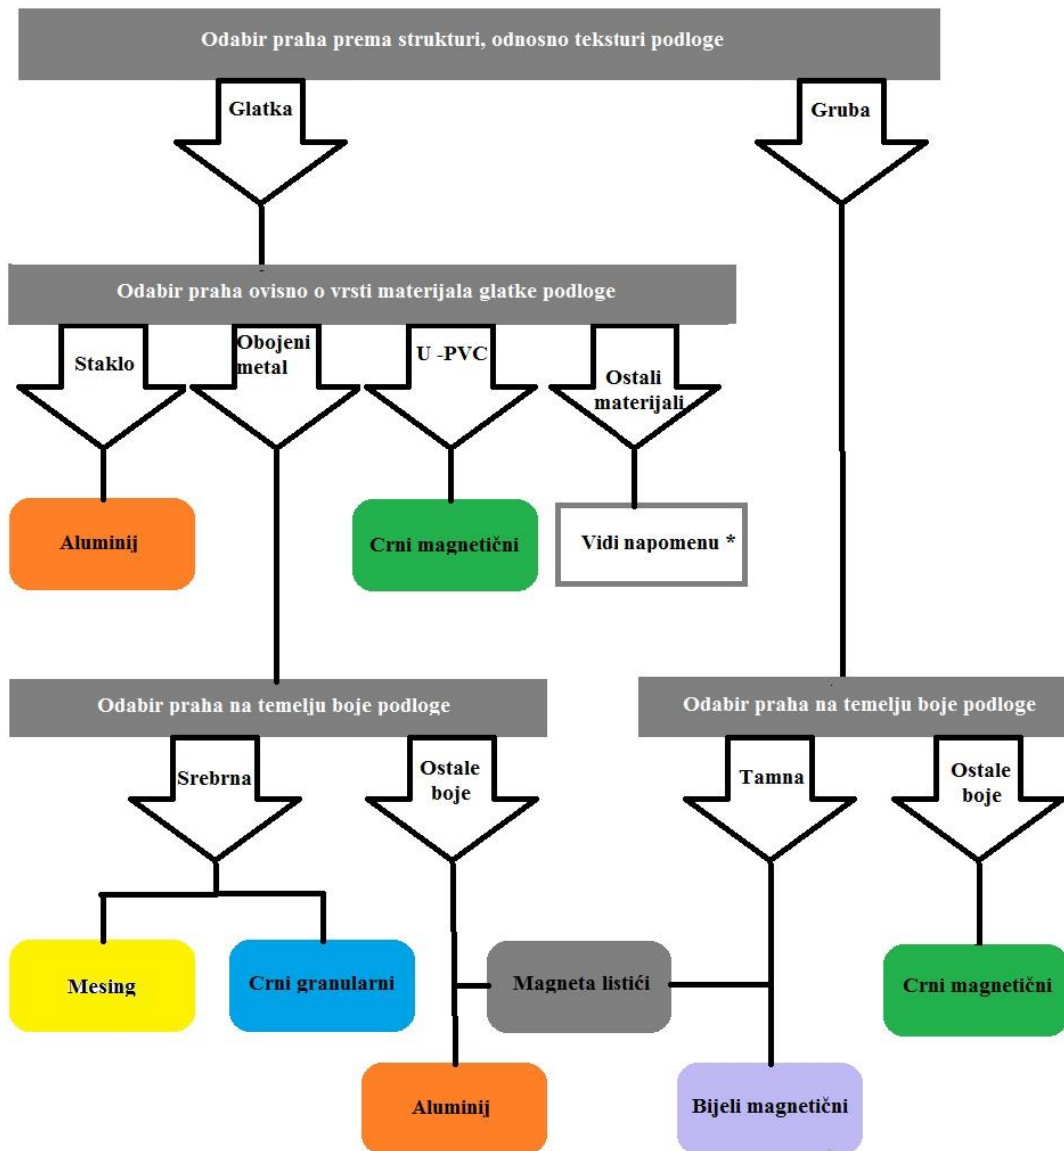 Odabir praha prema strukturi, odnosno teksturi podloge
Glatka
Gruba
Odabir praha ovisno o vrsti materijala glatke podloge
Staklo
Obojeni
metal
U -PVC
Ostali
materijali
Aluminij
Crni magnetični
Vidi napomenu *
Odabir praha na temelju boje podloge
Odabir praha na temelju boje podloge
Srebrna
Ostale
boje
Tamna
Ostale
boje
Mesing
Crni granularni
Magneta listići
Crni magnetični
Aluminij
Bijeli magnetični